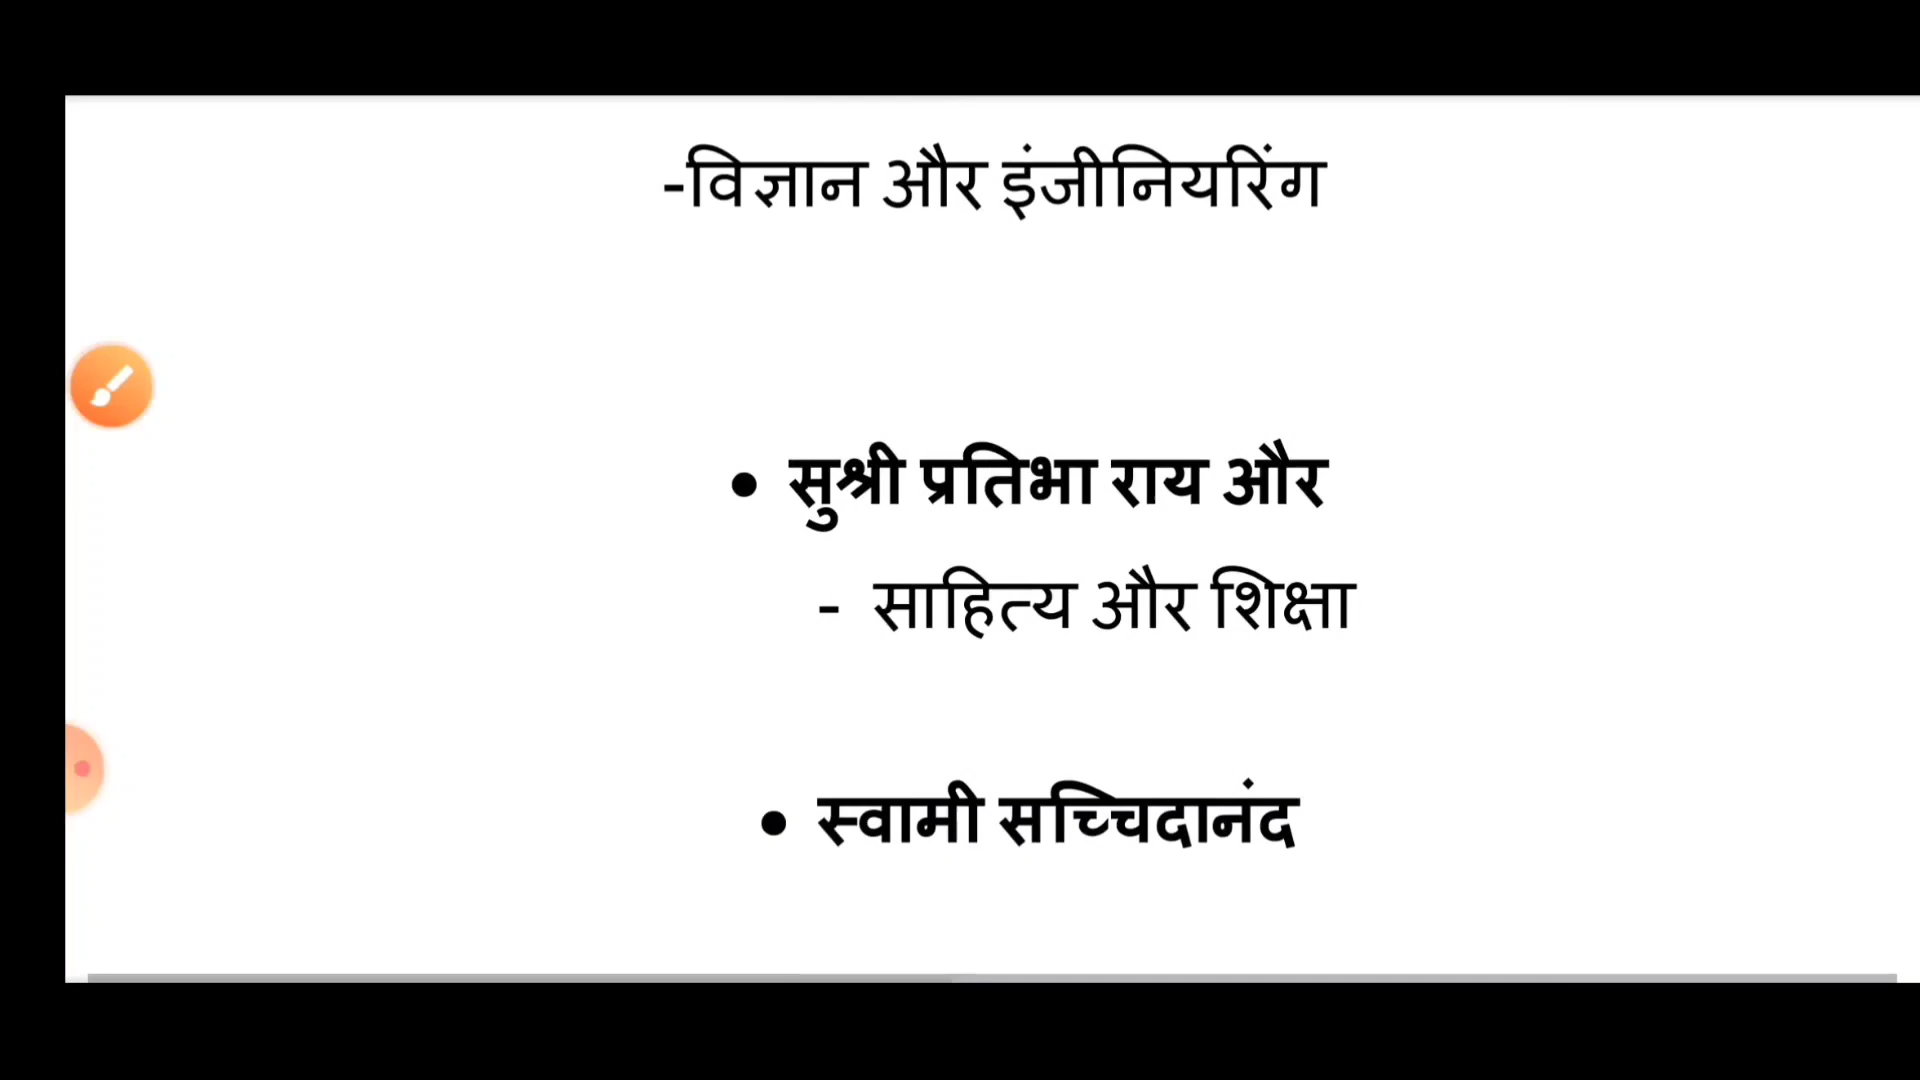 -विज्ञान और इंजीनियरिंग
• सुश्री प्रतिभा राय और
- साहित्य और शिक्षा
• स्वामी सच्चिदानंद